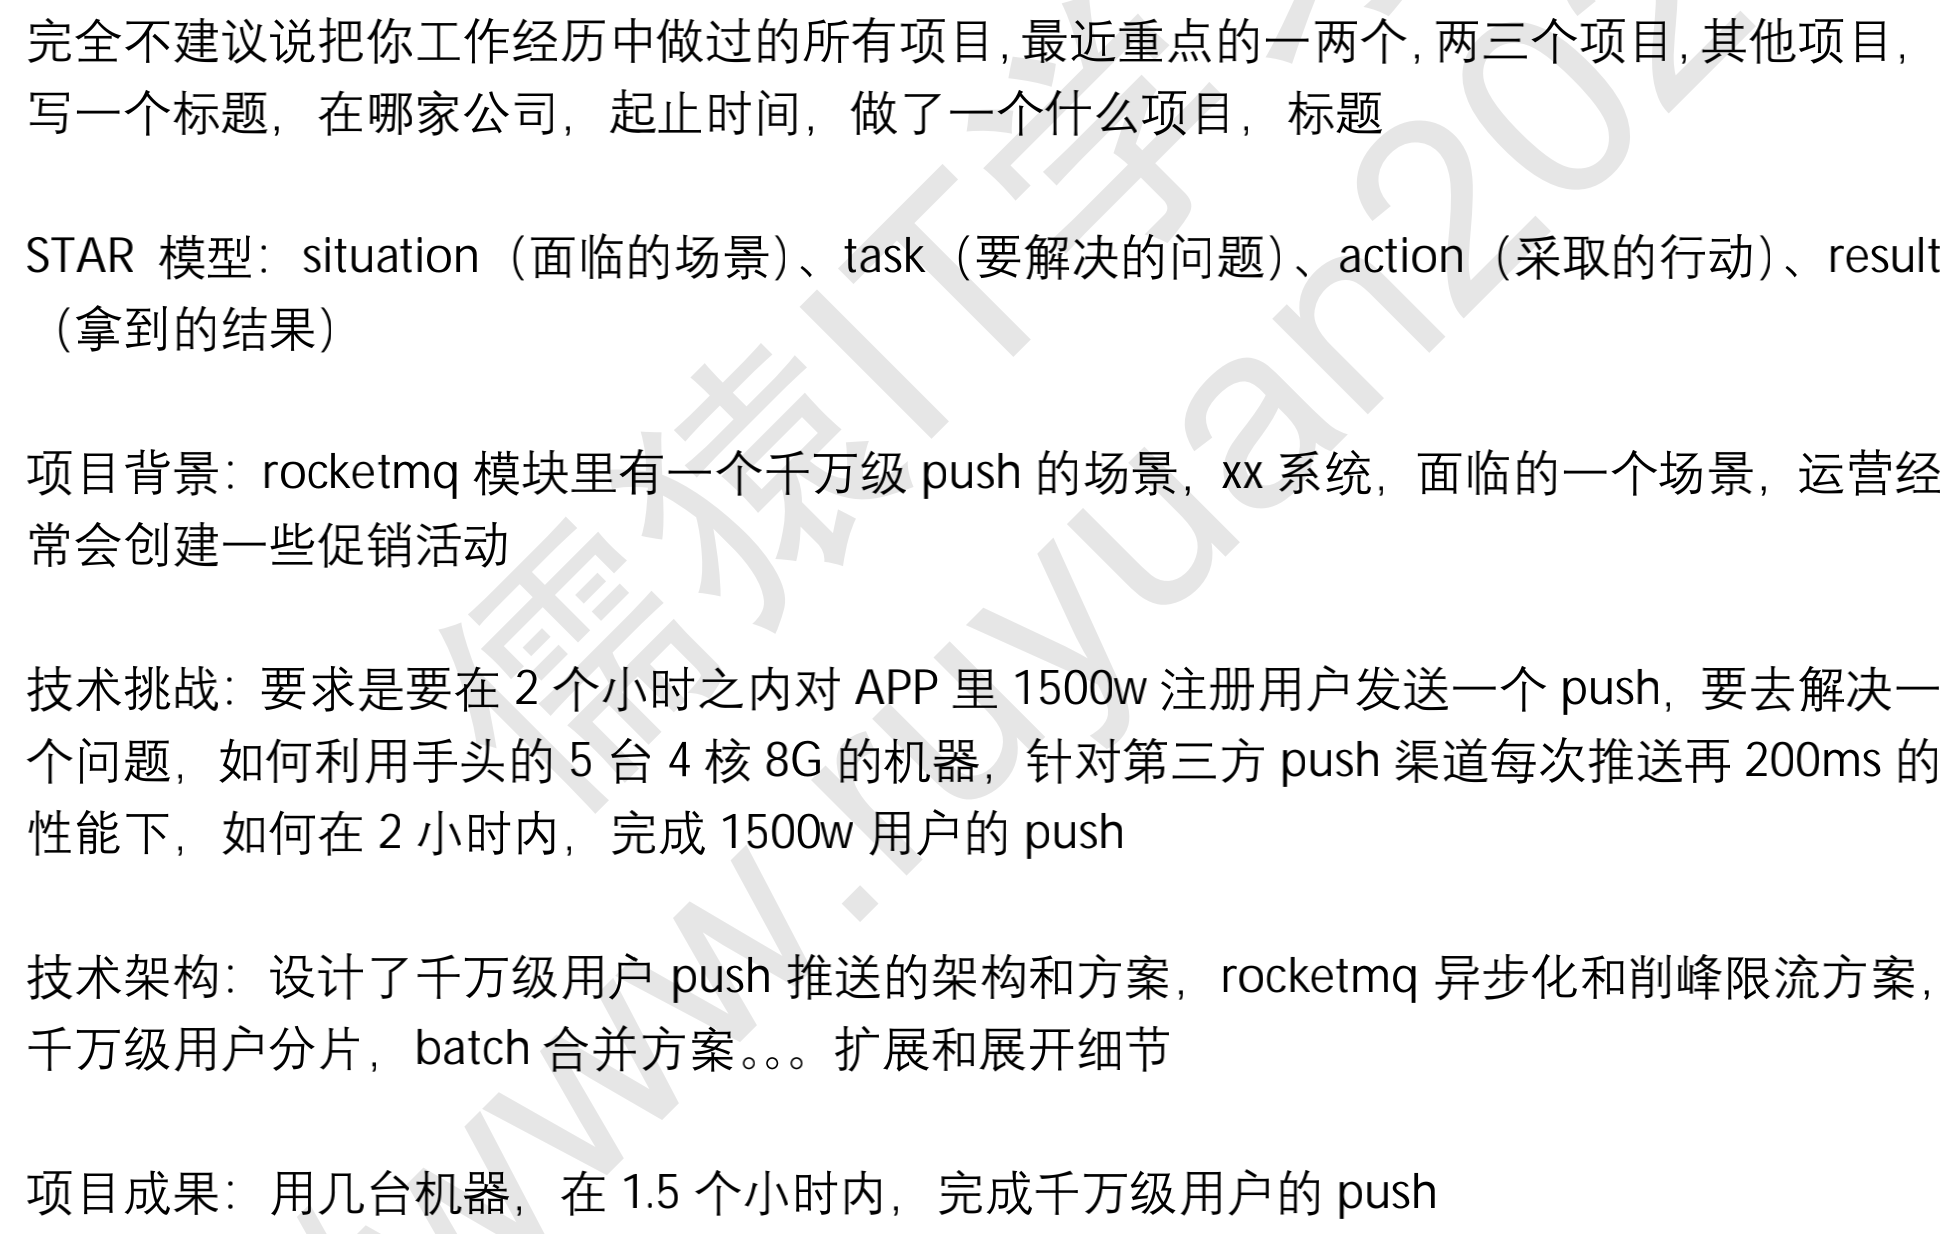 完全不建议说把你工作经历中做过的所有项目,最近重点的一两个,两三个项目,其他项目,
写一个标题，在哪家公司，起止时间，做了一个什么项目，标题
STAR 模型：situation（面临的场景）、task（要解决的问题）、action（采取的行动）、result
（拿到的结果）
项目背景：rocketmq 模块里有一个千万级 push 的场景，xx 系统，面临的一个场景，运营经
常会创建一些促销活动
技术挑战：要求是要在 2 个小时之内对 APP 里 1500w 注册用户发送一个 push，要去解决一
个问题，如何利用手头的 5 台 4 核 8G 的机器，针对第三方 push 渠道每次推送再 200ms 的
性能下，如何在 2 小时内，完成 1500w 用户的 push
技术架构：设计了千万级用户 push 推送的架构和方案，rocketmq 异步化和削峰限流方案，
千万级用户分片，batch 合并方案。。。扩展和展开细节
项目成果：用几台机器，在 1.5 个小时内，完成千万级用户的 push
儒猿IT学
www.ruyuan202